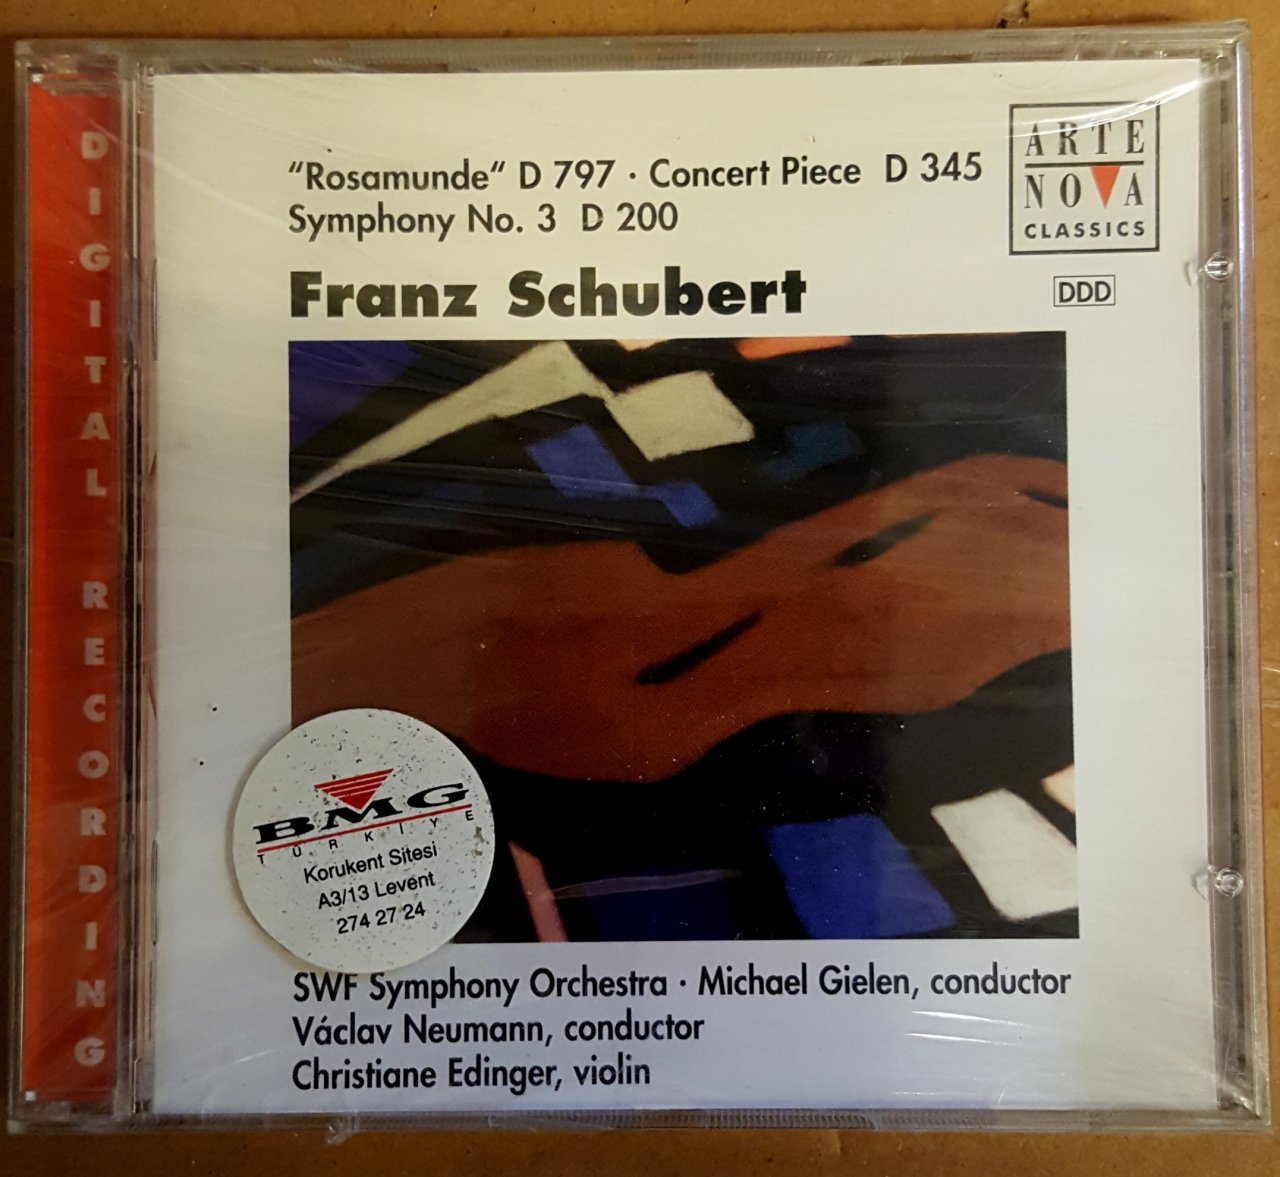 DIGITAL RECORDING
"Rosamunde" D 797 · Concert Piece D 345
Symphony No. 3 D 200
Franz Schubert
ARTE
NOVA
CLASSICS
DDD
BMG
TÜRKİYE
Korukent Sitesi
A3/13 Levent
274 27 24
SWF Symphony Orchestra · Michael Gielen, conductor
Václav Neumann, conductor
Christiane Edinger, violin